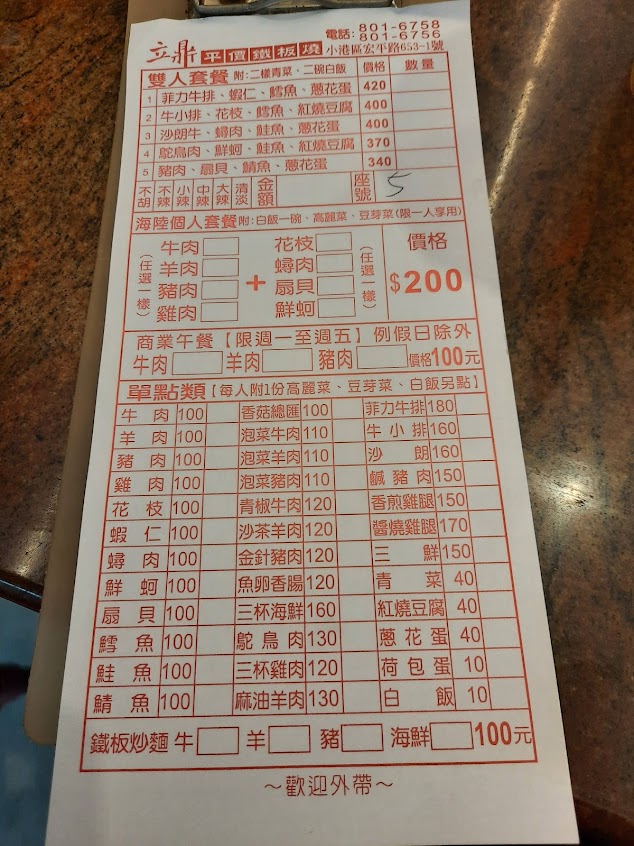 立鼎 平價鐵板燒 電話: 801-6758
801-6756
小港區宏平路653-1號
雙人套餐 附:二樣青菜、二碗白飯 價格 數量
1 菲力牛排、蝦仁、鱈魚、蔥花蛋 420
2 牛小排、花枝、鱈魚、紅燒豆腐 400
3 沙朗牛、蟳肉、鮭魚、蔥花蛋 400
4 鴕鳥肉、鮮蚵、鮭魚、紅燒豆腐 370
5 豬肉、扇貝、鯖魚、蔥花蛋 340
不胡 不辣 小辣 中辣 大辣 清淡 金額 座號 5
海陸個人套餐 附:白飯一碗、高麗菜、豆芽菜(限一人享用)
(任選一樣) 牛肉 羊肉 豬肉 雞肉 + 花枝 蟳肉 扇貝 鮮蚵 (任選一樣) 價格 $200
商業午餐【限週一至週五】例假日除外
牛肉 羊肉 豬肉 價格100元
單點類【每人附1份高麗菜、豆芽菜、白飯另點】
牛肉 100 香菇總匯 100 菲力牛排 180
羊肉 100 泡菜牛肉 110 牛小排 160
豬肉 100 泡菜羊肉 110 沙朗 160
雞肉 100 泡菜豬肉 110 鹹豬肉 150
花枝 100 青椒牛肉 120 香煎雞腿 150
蝦仁 100 沙茶羊肉 120 醬燒雞腿 170
蟳肉 100 金針豬肉 120 三鮮 150
鮮蚵 100 魚卵香腸 120 青菜 40
扇貝 100 三杯海鮮 160 紅燒豆腐 40
鱈魚 100 鴕鳥肉 130 蔥花蛋 40
鮭魚 100 三杯雞肉 120 荷包蛋 10
鯖魚 100 麻油羊肉 130 白飯 10
鐵板炒麵 牛 羊 豬 海鮮 100元
～歡迎外帶～